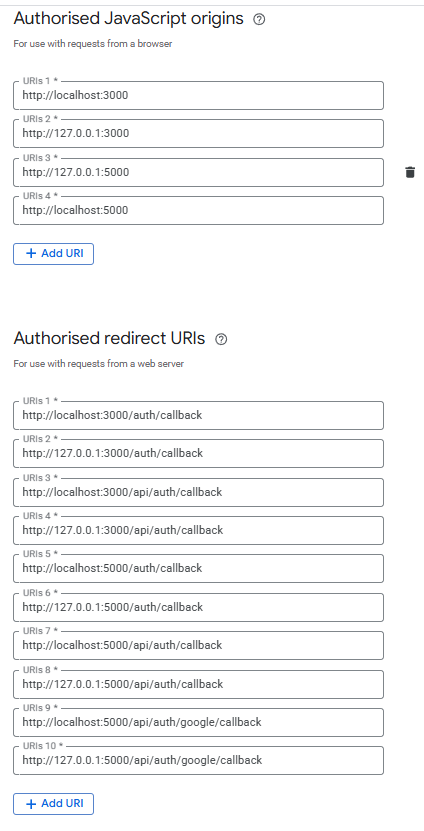 Authorised JavaScript origins
For use with requests from a browser
URIs 1 *
http://localhost:3000
URIs 2 *
http://127.0.0.1:3000
URIs 3 *
http://127.0.0.1:5000
URIs 4 *
http://localhost:5000
+ Add URI
Authorised redirect URIs
For use with requests from a web server
URIs 1 *
http://localhost:3000/auth/callback
URIs 2 *
http://127.0.0.1:3000/auth/callback
URIs 3 *
http://localhost:3000/api/auth/callback
URIs 4 *
http://127.0.0.1:3000/api/auth/callback
URIs 5 *
http://localhost:5000/auth/callback
URIs 6 *
http://127.0.0.1:5000/auth/callback
URIs 7 *
http://localhost:5000/api/auth/callback
URIs 8 *
http://127.0.0.1:5000/api/auth/callback
URIs 9 *
http://localhost:5000/api/auth/google/callback
URIs 10 *
http://127.0.0.1:5000/api/auth/google/callback
+ Add URI